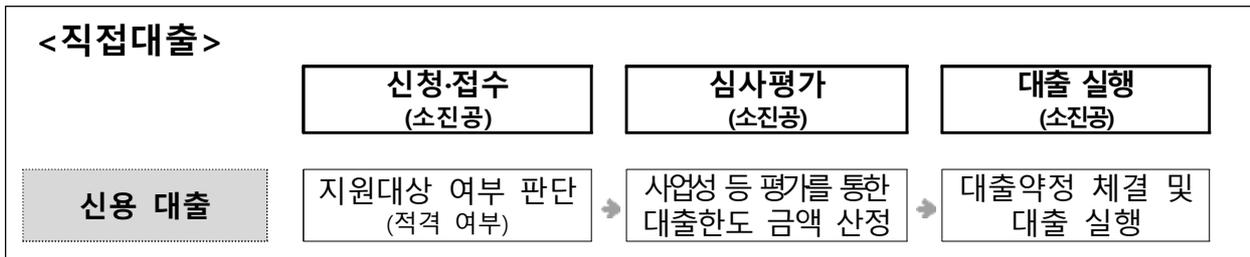 <직접대출>
신청·접수
(소진공)
심사평가
(소진공)
대출 실행
(소진공)
신용 대출
지원대상 여부 판단
(적격 여부)
사업성 등 평가를 통한
대출한도 금액 산정
대출약정 체결 및
대출 실행